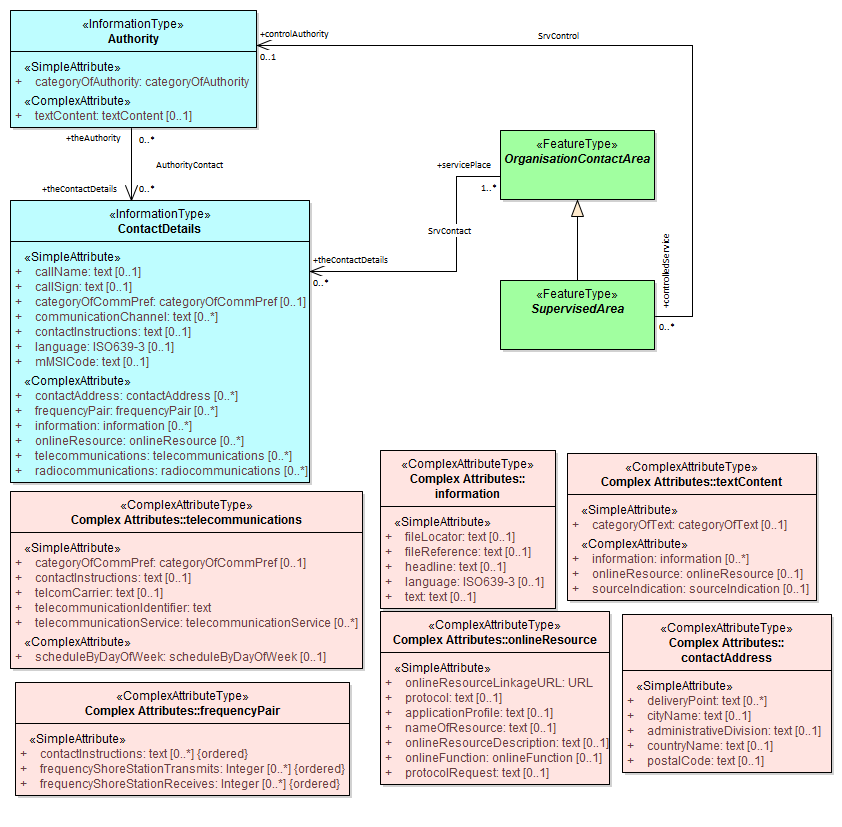 «InformationType»
Authority
«SimpleAttribute»
+ categoryOfAuthority: categoryOfAuthority
«ComplexAttribute»
+ textContent: textContent [0..1]
+controlAuthority
0..1
SrvControl
+theAuthority
0..*
AuthorityContact
+theContactDetails
0..*
«FeatureType»
OrganisationContactArea
+servicePlace
1..*
SrvContact
+theContactDetails
0..*
+controlledService
0..*
«FeatureType»
SupervisedArea
«InformationType»
ContactDetails
«SimpleAttribute»
+ callName: text [0..1]
+ callSign: text [0..1]
+ categoryOfCommPref: categoryOfCommPref [0..1]
+ communicationChannel: text [0..*]
+ contactInstructions: text [0..1]
+ language: ISO639-3 [0..1]
+ mMSICode: text [0..1]
«ComplexAttribute»
+ contactAddress: contactAddress [0..*]
+ frequencyPair: frequencyPair [0..*]
+ information: information [0..*]
+ onlineResource: onlineResource [0..*]
+ telecommunications: telecommunications [0..*]
+ radiocommunications: radiocommunications [0..*]
«ComplexAttributeType»
Complex Attributes::telecommunications
«SimpleAttribute»
+ categoryOfCommPref: categoryOfCommPref [0..1]
+ contactInstructions: text [0..1]
+ telcomCarrier: text [0..1]
+ telecommunicationIdentifier: text
+ telecommunicationService: telecommunicationService [0..*]
«ComplexAttribute»
+ scheduleByDayOfWeek: scheduleByDayOfWeek [0..1]
«ComplexAttributeType»
Complex Attributes::frequencyPair
«SimpleAttribute»
+ contactInstructions: text [0..*] {ordered}
+ frequencyShoreStationTransmits: Integer [0..*] {ordered}
+ frequencyShoreStationReceives: Integer [0..*] {ordered}
«ComplexAttributeType»
Complex Attributes::
information
«SimpleAttribute»
+ fileLocator: text [0..1]
+ fileReference: text [0..1]
+ headline: text [0..1]
+ language: ISO639-3 [0..1]
+ text: text [0..1]
«ComplexAttributeType»
Complex Attributes::textContent
«SimpleAttribute»
+ categoryOfText: categoryOfText [0..1]
«ComplexAttribute»
+ information: information [0..*]
+ onlineResource: onlineResource [0..1]
+ sourceIndication: sourceIndication [0..1]
«ComplexAttributeType»
Complex Attributes::onlineResource
«SimpleAttribute»
+ onlineResourceLinkageURL: URL
+ protocol: text [0..1]
+ applicationProfile: text [0..1]
+ nameOfResource: text [0..1]
+ onlineResourceDescription: text [0..1]
+ onlineFunction: onlineFunction [0..1]
+ protocolRequest: text [0..1]
«ComplexAttributeType»
Complex Attributes::
contactAddress
«SimpleAttribute»
+ deliveryPoint: text [0..*]
+ cityName: text [0..1]
+ administrativeDivision: text [0..1]
+ countryName: text [0..1]
+ postalCode: text [0..1]